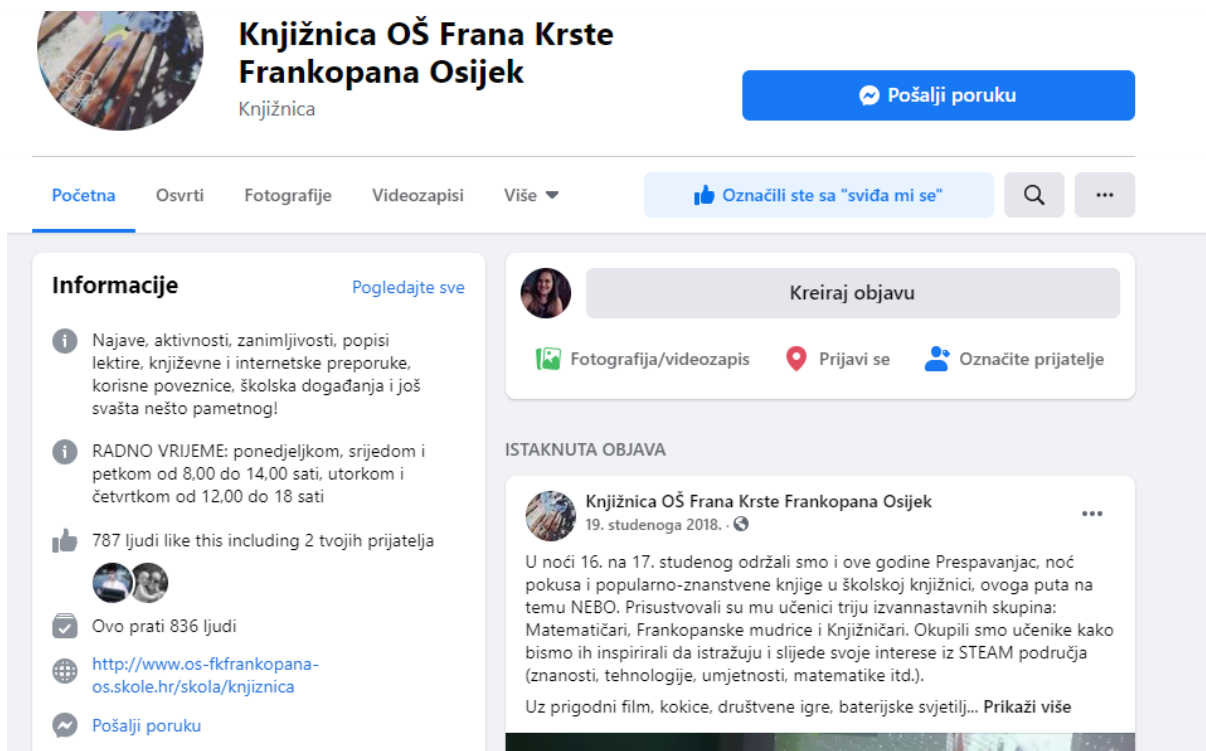 Knjižnica OŠ Frana Krste
Frankopana Osijek
Knjižnica
Pošalji poruku
Početna
Osvrti
Fotografije
Videozapisi
Više
Označili ste sa "sviđa mi se"
Informacije
Pogledajte sve
Najave, aktivnosti, zanimljivosti, popisi
lektire, književne i internetske preporuke,
korisne poveznice, školska događanja i još
svašta nešto pametnog!
RADNO VRIJEME: ponedjeljkom, srijedom i
petkom od 8,00 do 14,00 sati, utorkom i
četvrtkom od 12,00 do 18 sati
787 ljudi like this including 2 tvojih prijatelja
Ovo prati 836 ljudi
http://www.os-fkfrankopana-
os.skole.hr/skola/knjiznica
Pošalji poruku
Kreiraj objavu
Fotografija/videozapis
Prijavi se
Označite prijatelje
ISTAKNUTA OBJAVA
Knjižnica OŠ Frana Krste Frankopana Osijek
19. studenoga 2018. ·
U noći 16. na 17. studenog održali smo i ove godine Prespavanjac, noć
pokusa i popularno-znanstvene knjige u školskoj knjižnici, ovoga puta na
temu NEBO. Prisustvovali su mu učenici triju izvannastavnih skupina:
Matematičari, Frankopanske mudrice i Knjižničari. Okupili smo učenike kako
bismo ih inspirirali da istražuju i slijede svoje interese iz STEAM područja
(znanosti, tehnologije, umjetnosti, matematike itd.).
Uz prigodni film, kokice, društvene igre, baterijske svjetilj... Prikaži više